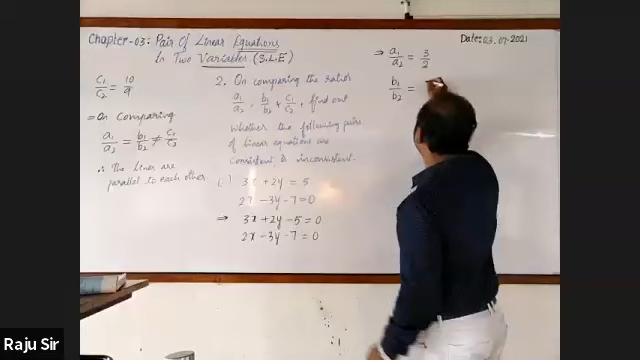 Chapter-03: Pair Of Linear Equations
In Two Variables (S.L.E)
Date: 03.07-2021
C₁/C₂ = 10/9
⇒ On Comparing
a₁/a₂ = b₁/b₂ ≠ C₁/C₂
∴ The Lines are
parallel to each other.
2. On comparing the ratios
a₁/a₂, b₁/b₂ & C₁/C₂, find out
Whether the following pairs
of linear equations are
consistent & inconsistent.
(i) 3x + 2y = 5
2x - 3y - 7 = 0
⇒ 3x + 2y - 5 = 0
2x - 3y - 7 = 0
⇒ a₁/a₂ = 3/2
b₁/b₂ =
Raju Sir